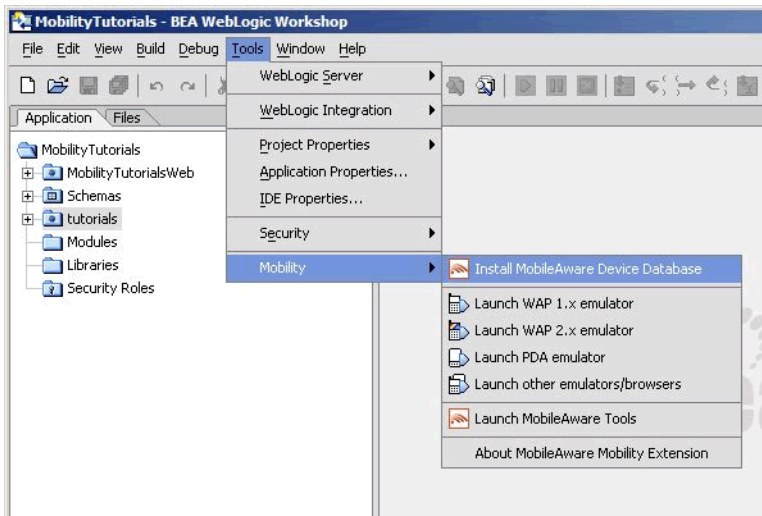 MobilityTutorials - BEA WebLogic Workshop
File Edit View Build Debug Tools Window Help
Application Files
MobilityTutorials
MobilityTutorialsWeb
Schemas
tutorials
Modules
Libraries
Security Roles
WebLogic Server
WebLogic Integration
Project Properties
Application Properties...
IDE Properties...
Security
Mobility
Install MobileAware Device Database
Launch WAP 1.x emulator
Launch WAP 2.x emulator
Launch PDA emulator
Launch other emulators/browsers
Launch MobileAware Tools
About MobileAware Mobility Extension